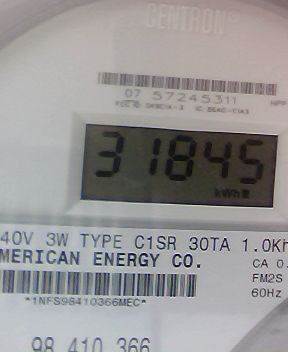 CENTRON®
07 57245311
31845
kWh
40V 3W TYPE C1SR 30TA 1.0Kh
MERICAN ENERGY CO.
CA 0.
FM2S
60Hz
*1NFS98410366MEC*
98 410 366